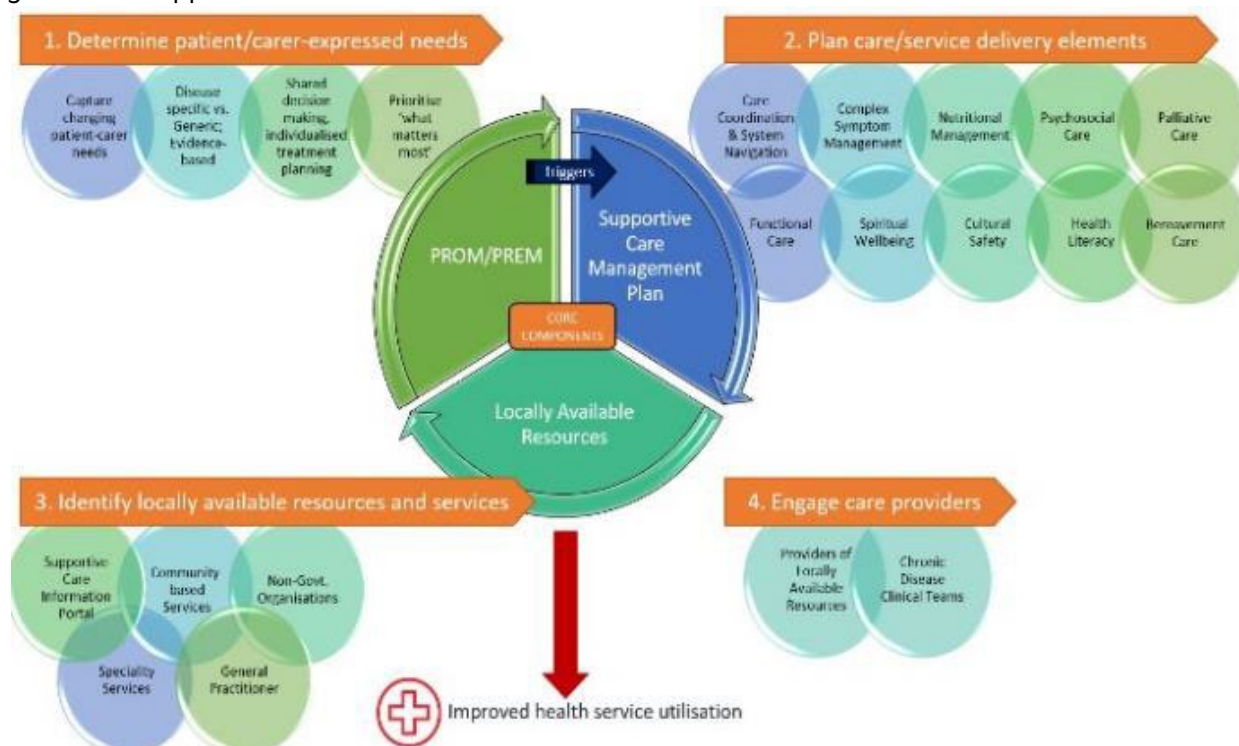 1. Determine patient/carer-expressed needs
Capture
changing
patient-carer
needs
Disease
specific vs.
Generic;
Evidence-
based
Shared
decision
making,
individualised
treatment
planning
Prioritise
'what
matters
most'
2. Plan care/service delivery elements
Care
Coordination
& System
Navigation
Complex
Symptom
Management
Nutritional
Management
Psychosocial
Care
Palliative
Care
Functional
Care
Spiritual
Wellbeing
Cultural
Safety
Health
Literacy
Bereavement
Care
triggers
PROM/PREM
Supportive
Care
Management
Plan
CORE
COMPONENTS
Locally Available
Resources
3. Identify locally available resources and services
Supportive
Care
Information
Portal
Community
based
Services
Non-Govt.
Organisations
Speciality
Services
General
Practitioner
4. Engage care providers
Providers of
Locally
Available
Resources
Chronic
Disease
Clinical Teams
Improved health service utilisation